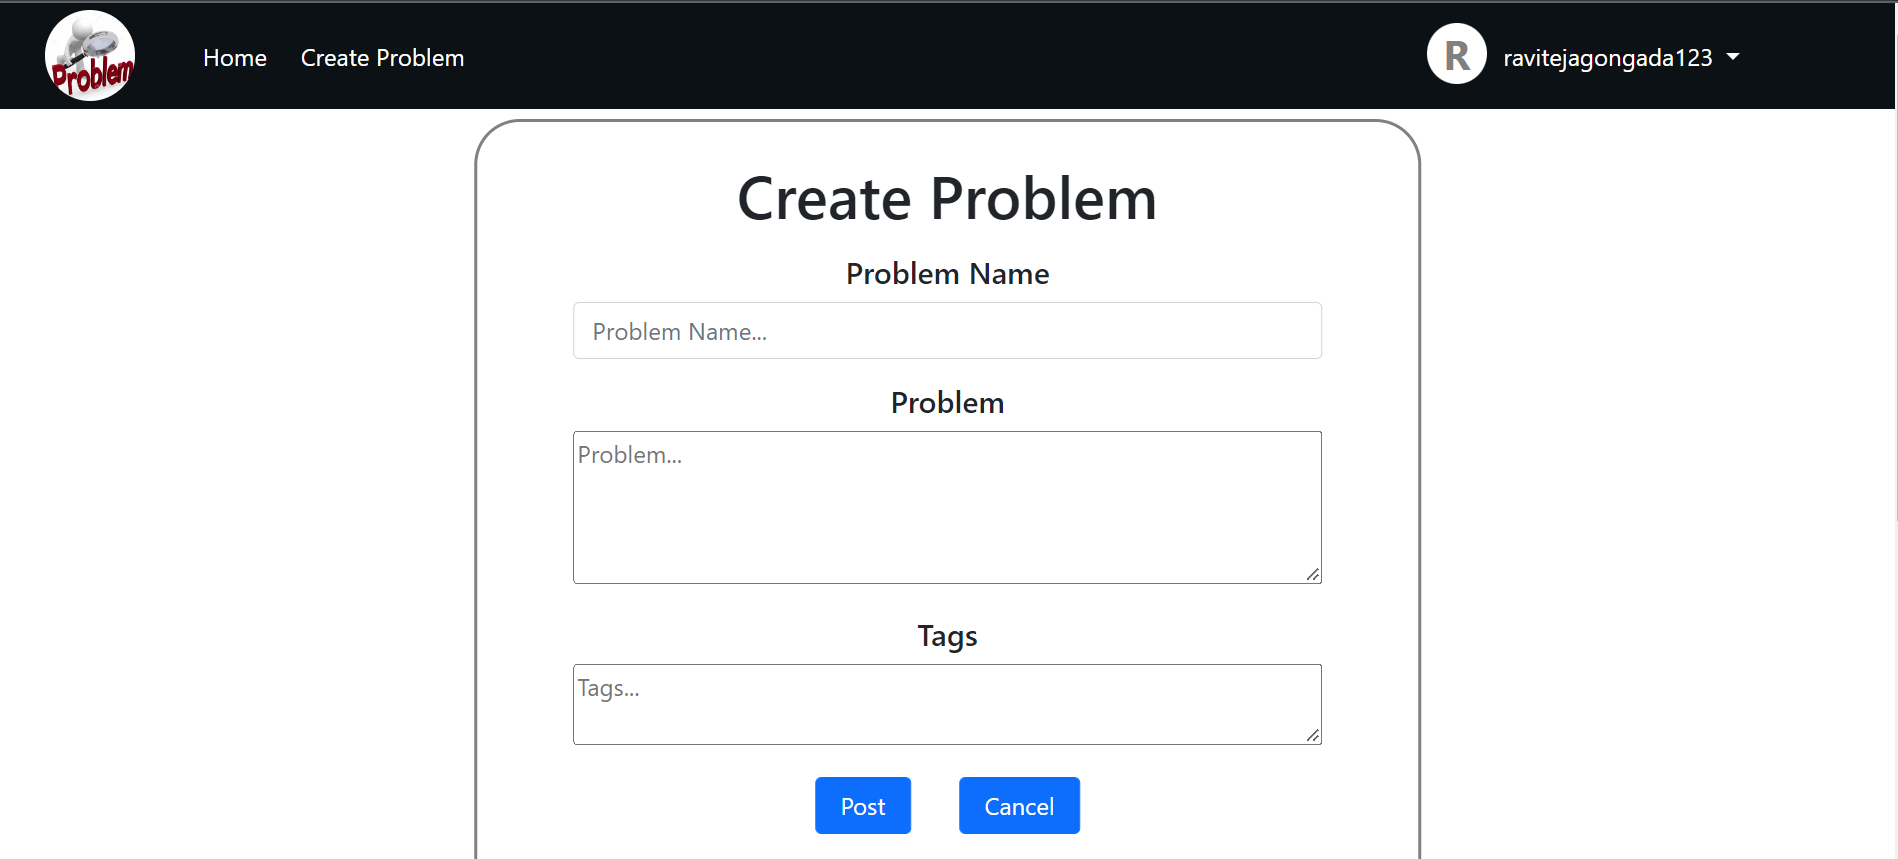 Problem
Home
Create Problem
R
ravitejagongada123
Create Problem
Problem Name
Problem Name...
Problem
Problem...
Tags
Tags...
Post
Cancel